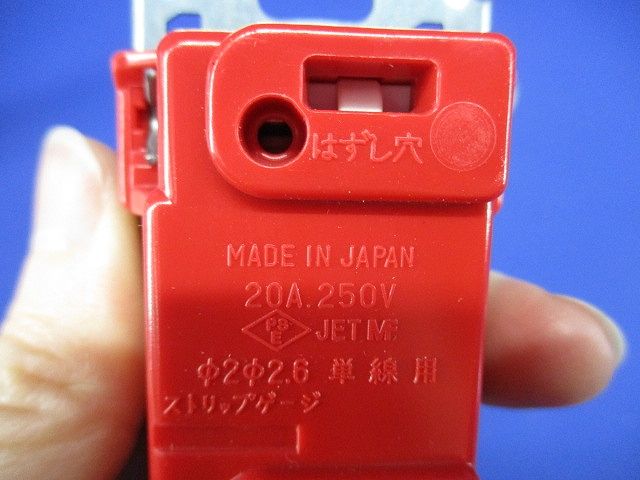 はずし穴
MADE IN JAPAN
20A.250V
PS E JET
φ2φ2.6 単線用
ストリップゲージ